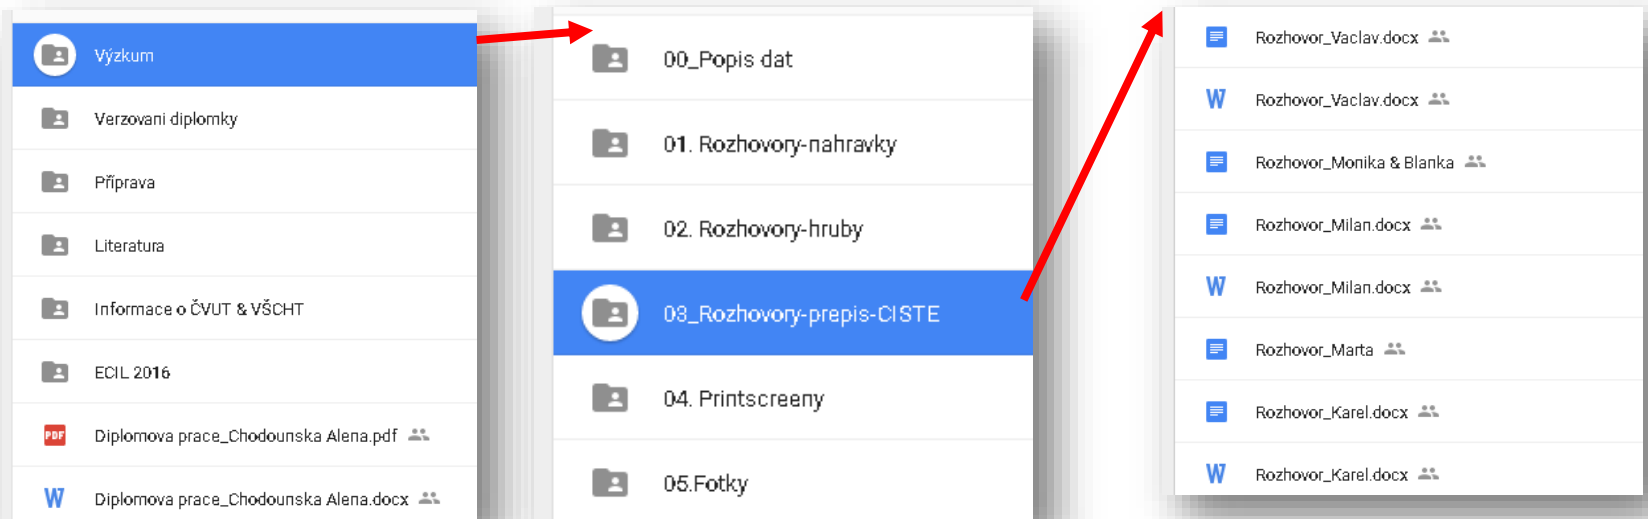 Výzkum
Verzovani diplomky
Příprava
Literatura
Informace o ČVUT & VŠCHT
ECIL 2016
PDF Diplomova prace_Chodounska Alena.pdf
W Diplomova prace_Chodounska Alena.docx
00_Popis dat
01. Rozhovory-nahravky
02. Rozhovory-hruby
03_Rozhovory-prepis-CISTE
04. Printscreeny
05.Fotky
Rozhovor_Vaclav.docx
W Rozhovor_Vaclav.docx
Rozhovor_Monika & Blanka
Rozhovor_Milan.docx
W Rozhovor_Milan.docx
Rozhovor_Marta
Rozhovor_Karel.docx
W Rozhovor_Karel.docx